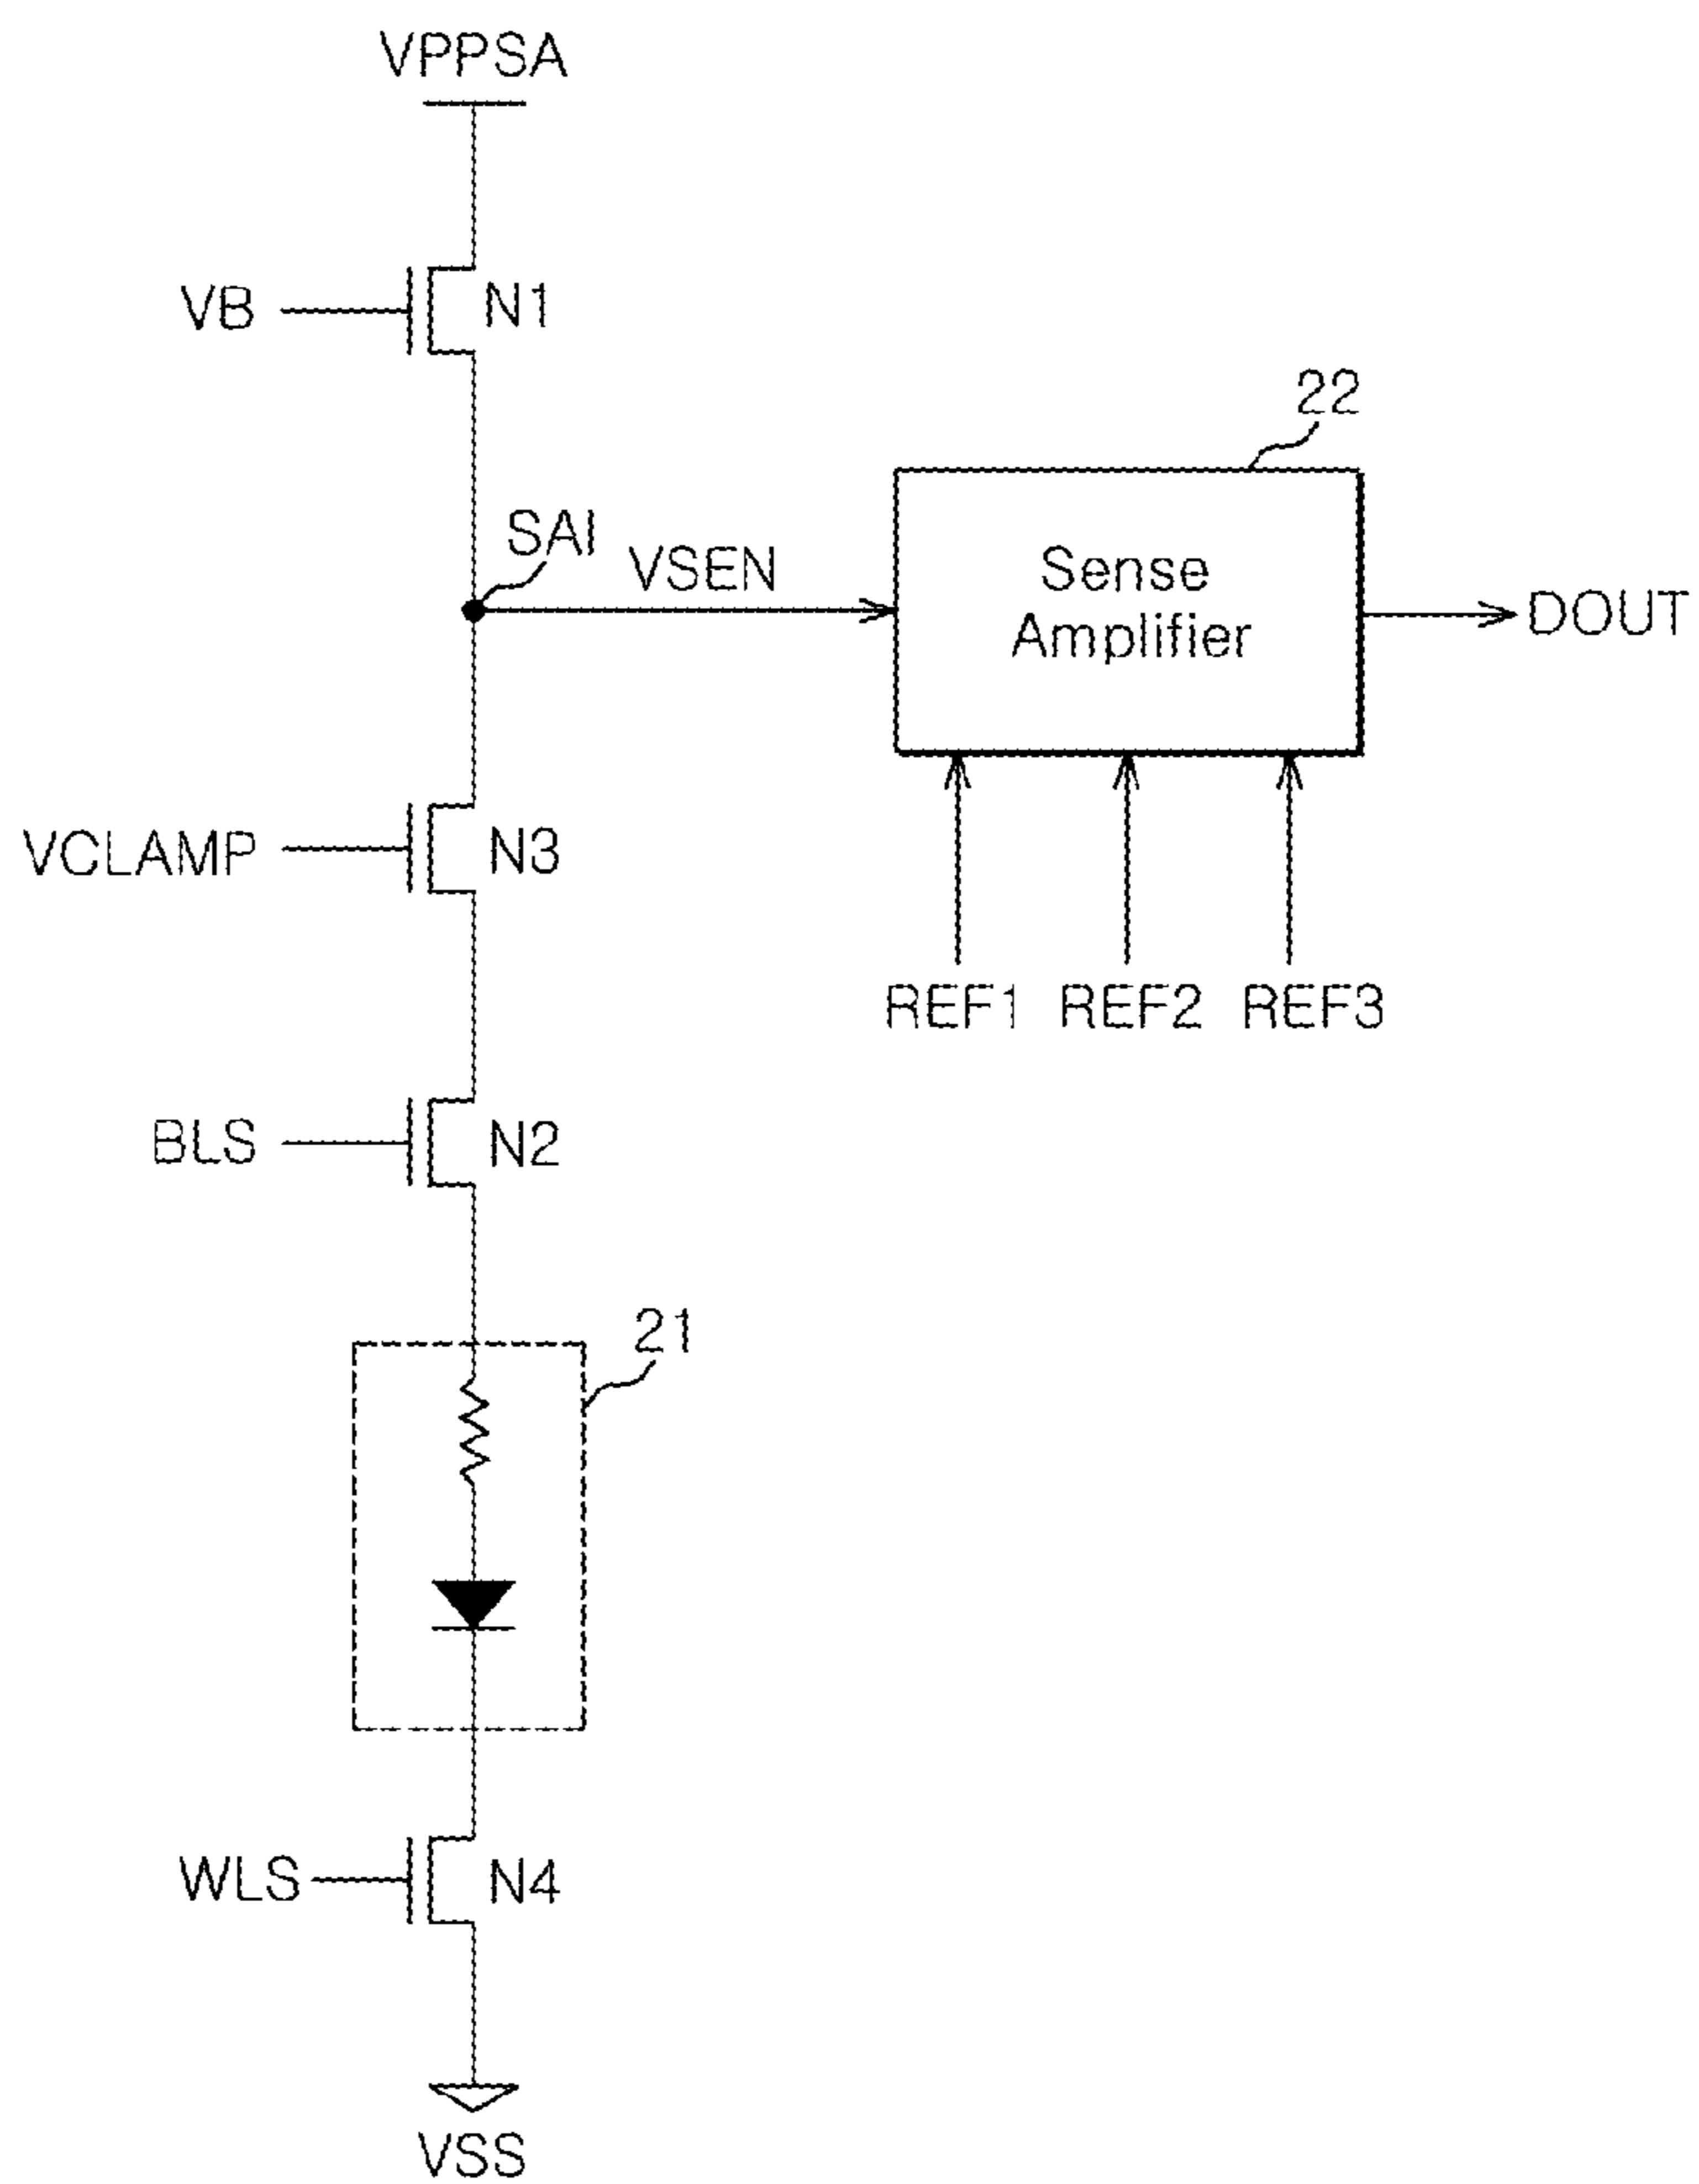 VPPSA
VB
N1
22
SAI
VSEN
Sense
Amplifier
DOUT
VCLAMP
N3
REF1 REF2 REF3
BLS
N2
21
WLS
N4
VSS